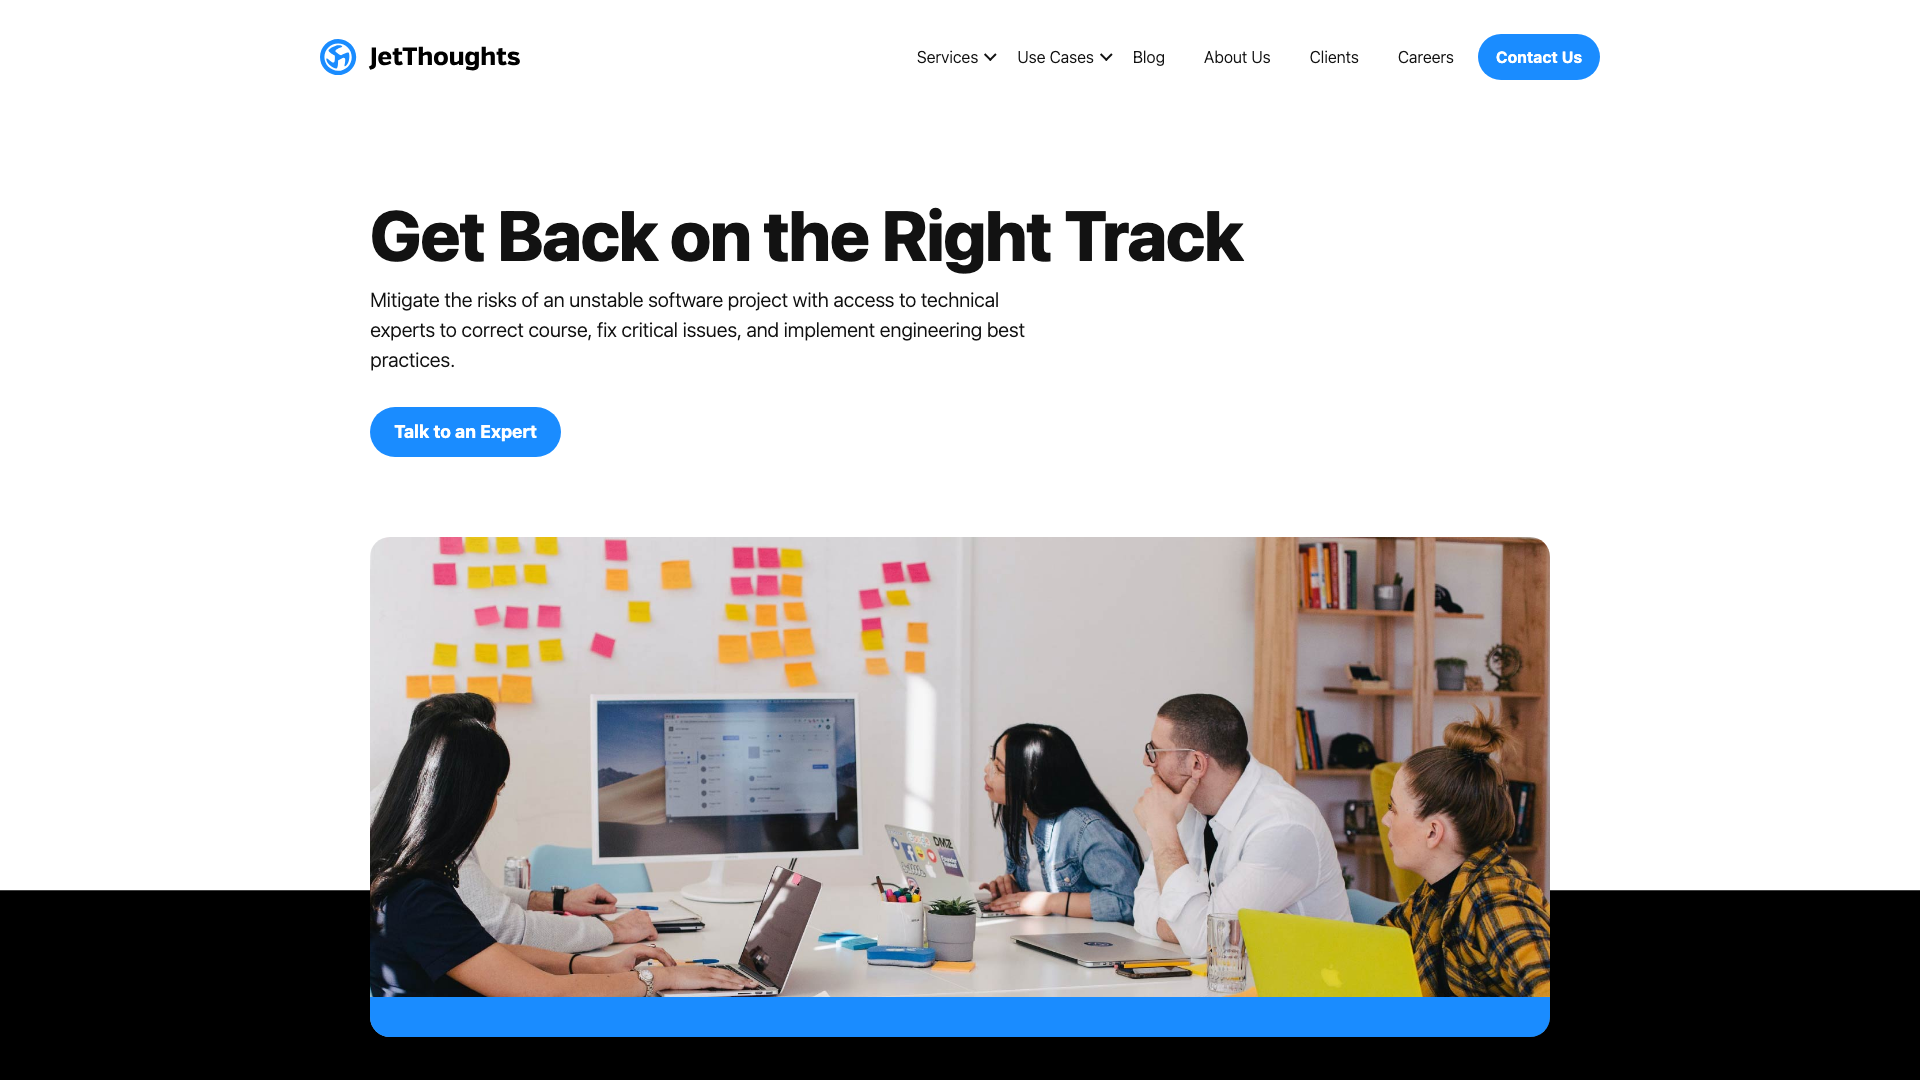 JetThoughts
Services
Use Cases
Blog
About Us
Clients
Careers
Contact Us
Get Back on the Right Track
Mitigate the risks of an unstable software project with access to technical
experts to correct course, fix critical issues, and implement engineering best
practices.
Talk to an Expert
DMZ